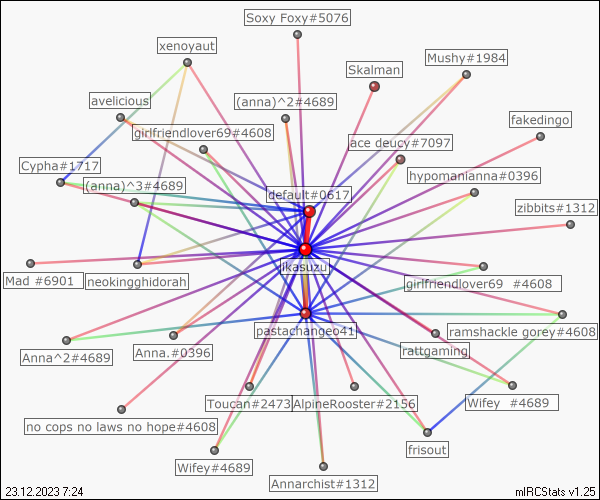 Soxy Foxy#5076
xenoyaut
Mushy#1984
Skalman
avelicious
(anna)^2#4689
fakedingo
girlfriendlover69#4608
ace deucy#7097
Cypha#1717
(anna)^3#4689
hypomanianna#0396
default#0617
zibbits#1312
ikasuzu
Mad #6901
neokingghidorah
girlfriendlover69 #4608
pastachangeo41
ramshackle gorey#4608
Anna^2#4689
Anna.#0396
rattgaming
Toucan#2473
AlpineRooster#2156
Wifey #4689
no cops no laws no hope#4608
frisout
Wifey#4689
Annarchist#1312
23.12.2023 7:24
mIRCStats v1.25